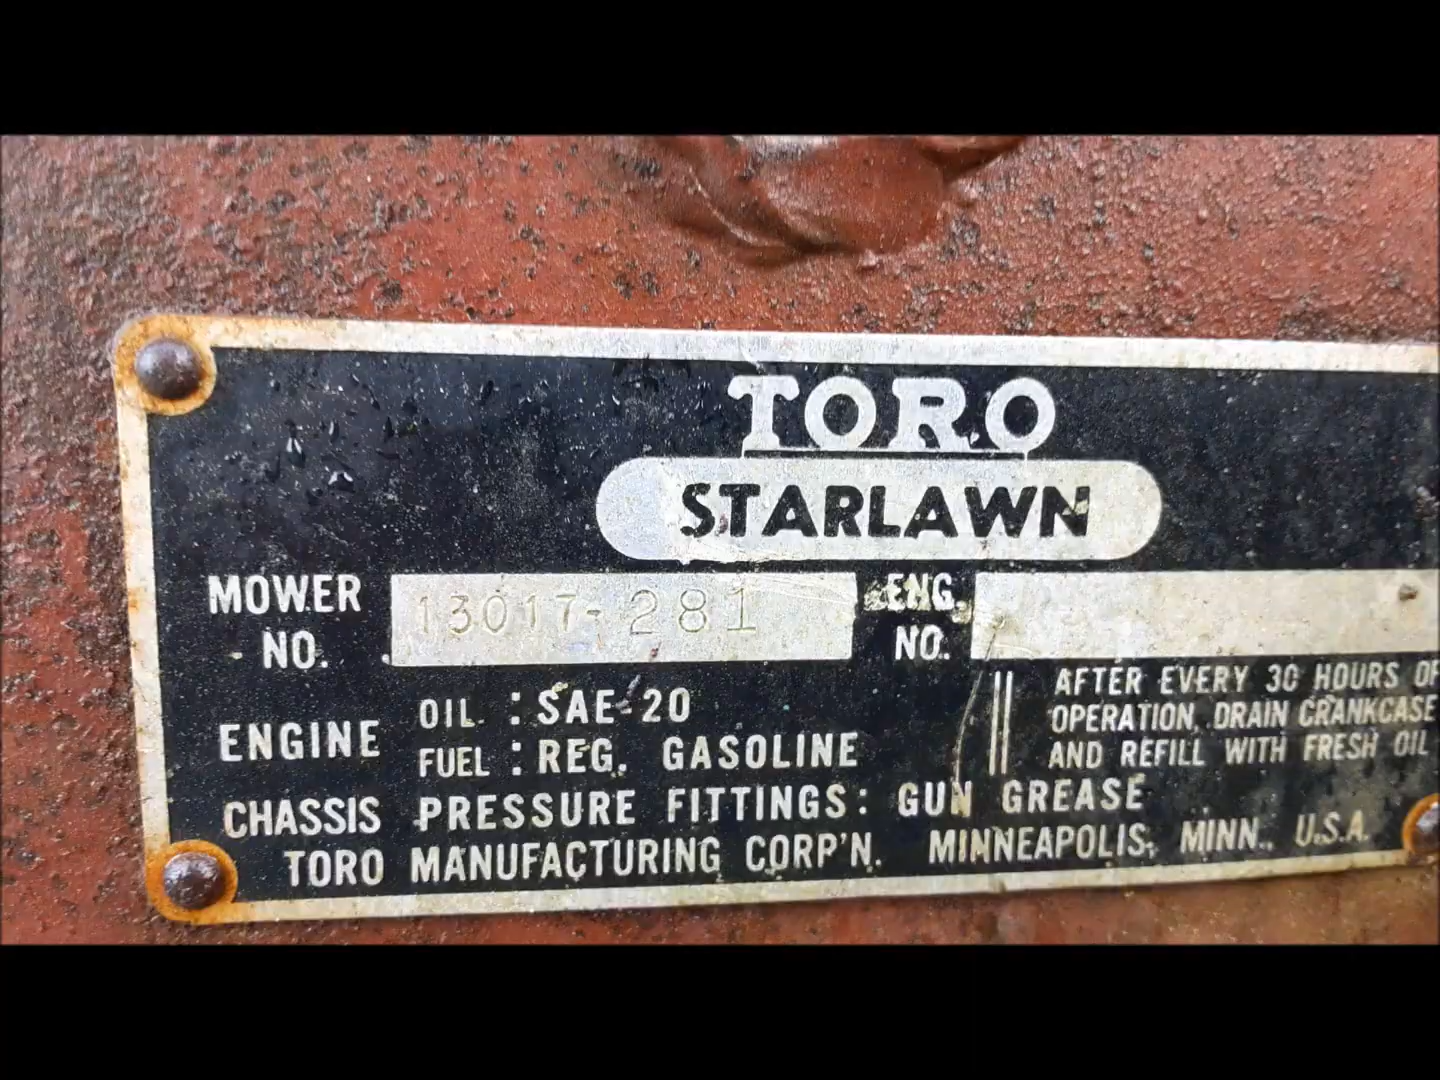 TORO
STARLAWN
MOWER NO. 13017-281 ENG. NO.
ENGINE OIL : SAE-20
FUEL : REG. GASOLINE
AFTER EVERY 30 HOURS OF
OPERATION, DRAIN CRANKCASE
AND REFILL WITH FRESH OIL
CHASSIS PRESSURE FITTINGS: GUN GREASE
TORO MANUFACTURING CORP'N. MINNEAPOLIS, MINN., U.S.A.